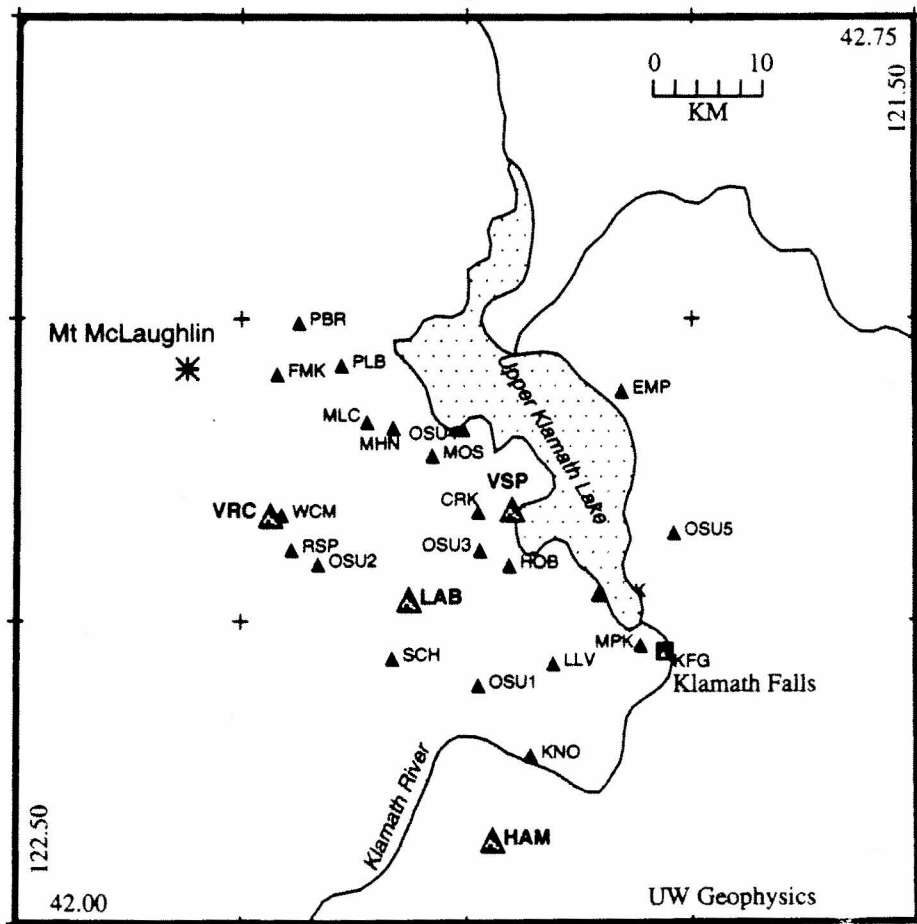 42.75
0 10
KM
121.50
Mt McLaughlin
PBR
FMK
PLB
EMP
MLC
MHN
MOS
Upper Klamath Lake
VSP
VRC
WCM
CRK
OSU5
RSP
OSU2
OSU3
HOB
LAB
K
MPK
KFG
SCH
LLV
OSU1
Klamath Falls
KNO
Klamath River
HAM
122.50
42.00
UW Geophysics